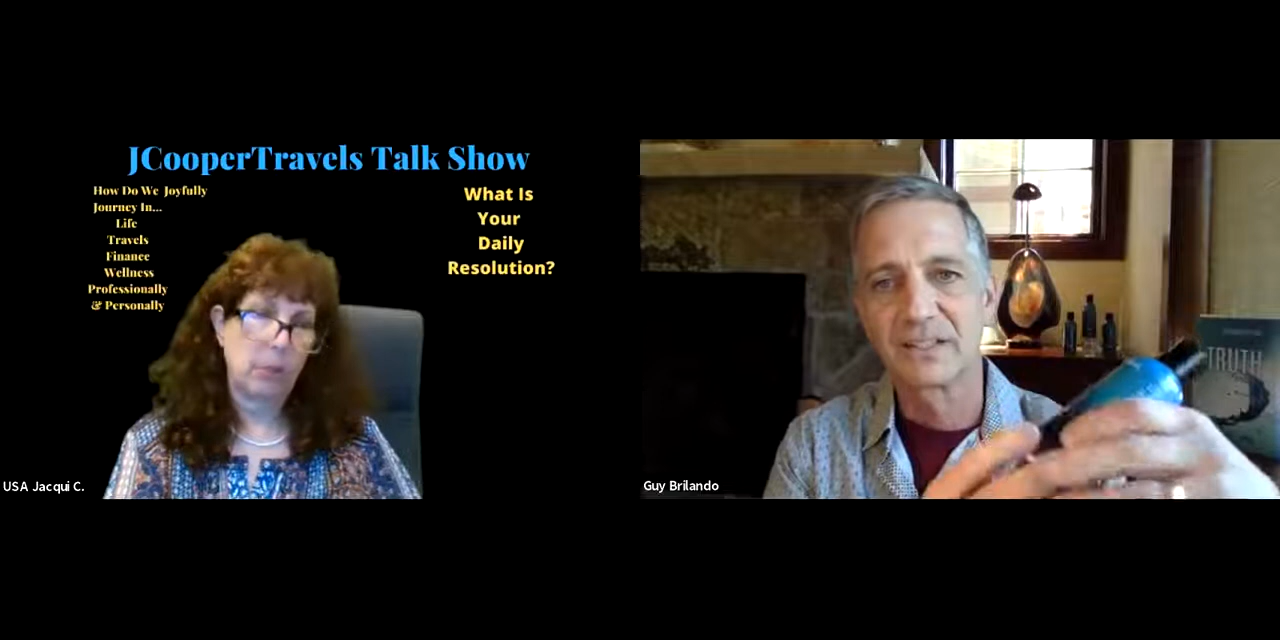 JCooperTravels Talk Show
How Do We Joyfully
Journey In...
Life
Travels
Finance
Wellness
Professionally
& Personally
What Is
Your
Daily
Resolution?
TRUTH
USA Jacqui C.
Guy Brilando